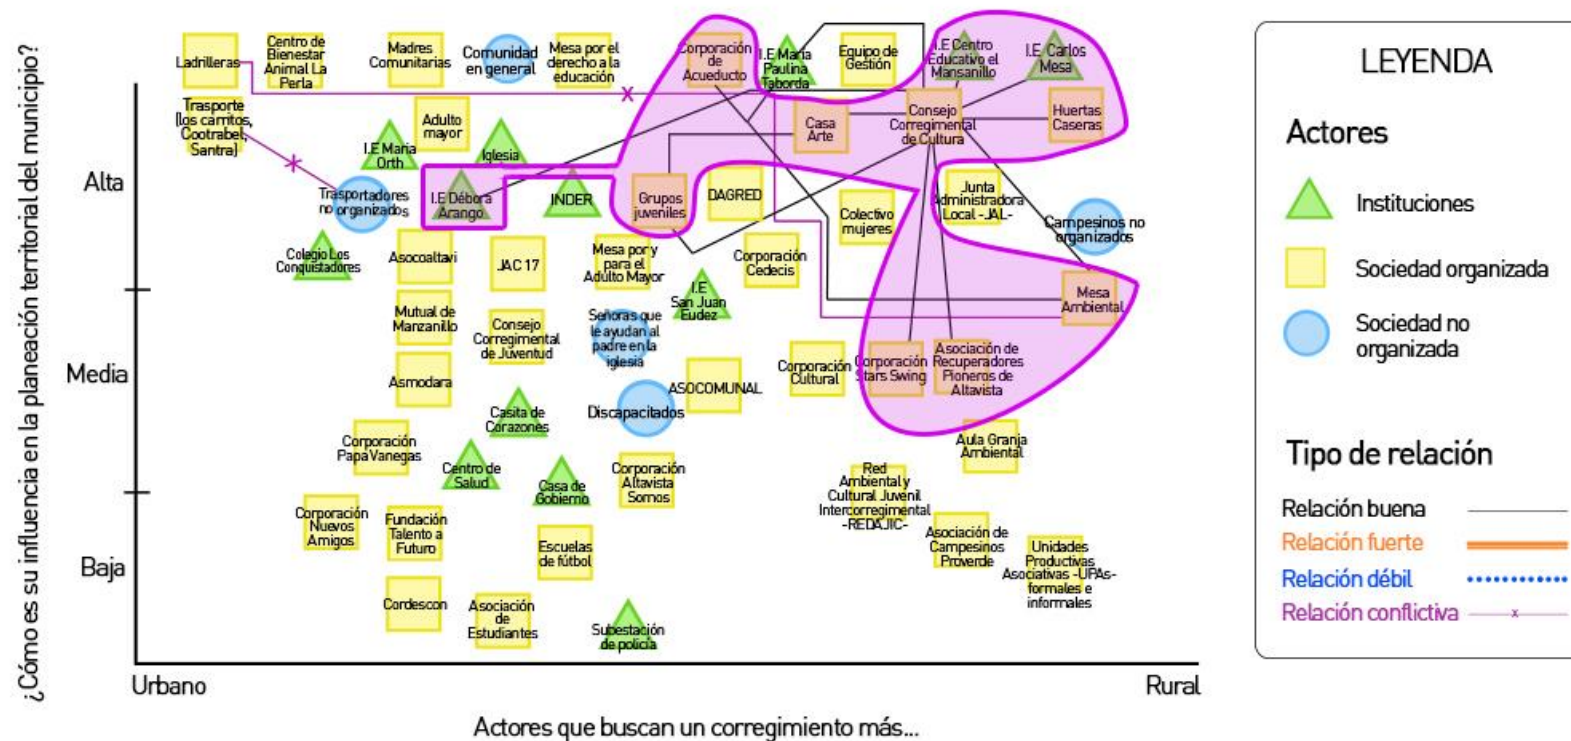 ¿Cómo es su influencia en la planeación territorial del municipio?
Alta
Media
Baja
Ladrilleras
Centro de
Bienestar
Animal La
Perla
Madres
Comunitarias
Comunidad
en general
Mesa por el
derecho a la
educación
Corporación
de
Acueducto
I.E Maria
Paulina
Taborda
Equipo de
Gestión
I.E Centro
Educativo el
Mansanillo
I.E. Carlos
Mesa
Trasporte
(los carritos,
Cootrabel,
Santra)
Adulto
mayor
I.E Maria
Orth
Iglesia
Casa
Arte
Consejo
Corregimental
de Cultura
Huertas
Caseras
Trasportadores
no organizados
I.E Débora
Arango
INDER
Grupos
juveniles
DAGRED
Colectivo
mujeres
Junta
Administradora
Local -JAL-
Campesinos no
organizados
Colegio Los
Conquistadores
Asocoaltavi
JAC 17
Mesa por y
para el
Adulto Mayor
Corporación
Cedecis
I.E
San Juan
Eudez
Mesa
Ambiental
Mutual de
Manzanillo
Consejo
Corregimental
de Juventud
Señoras que
le ayudan al
padre en la
iglesia
Asmodara
ASOCOMUNAL
Corporación
Cultural
Corporación
Stars Swing
Asociación de
Recuperadores
Pioneros de
Altavista
Casita de
Corazones
Discapacitados
Corporación
Papa Vanegas
Centro de
Salud
Casa de
Gobierno
Corporación
Altavista
Somos
Aula Granja
Ambiental
Red
Ambiental y
Cultural Juvenil
Intercorregimental
-REDAJIC-
Corporación
Nuevos
Amigos
Fundación
Talento a
Futuro
Escuelas
de fútbol
Asociación de
Campesinos
Proverde
Unidades
Productivas
Asociativas -UPAs-
formales e
informales
Cordescon
Asociación
de
Estudiantes
Subestación
de policía
Urbano
Rural
Actores que buscan un corregimiento más...
LEYENDA
Actores
Instituciones
Sociedad organizada
Sociedad no
organizada
Tipo de relación
Relación buena
Relación fuerte
Relación débil
Relación conflictiva